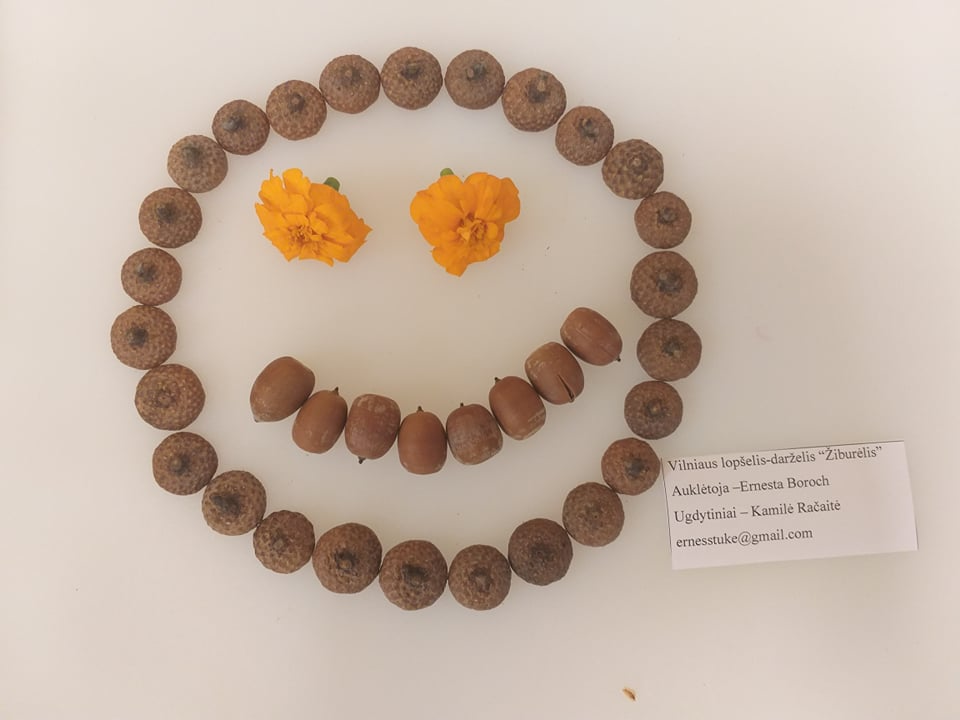 Vilniaus lopšelis-darželis “Žiburėlis”
Auklėtoja –Ernesta Boroch
Ugdytiniai – Kamilė Račaitė
ernesstuke@gmail.com